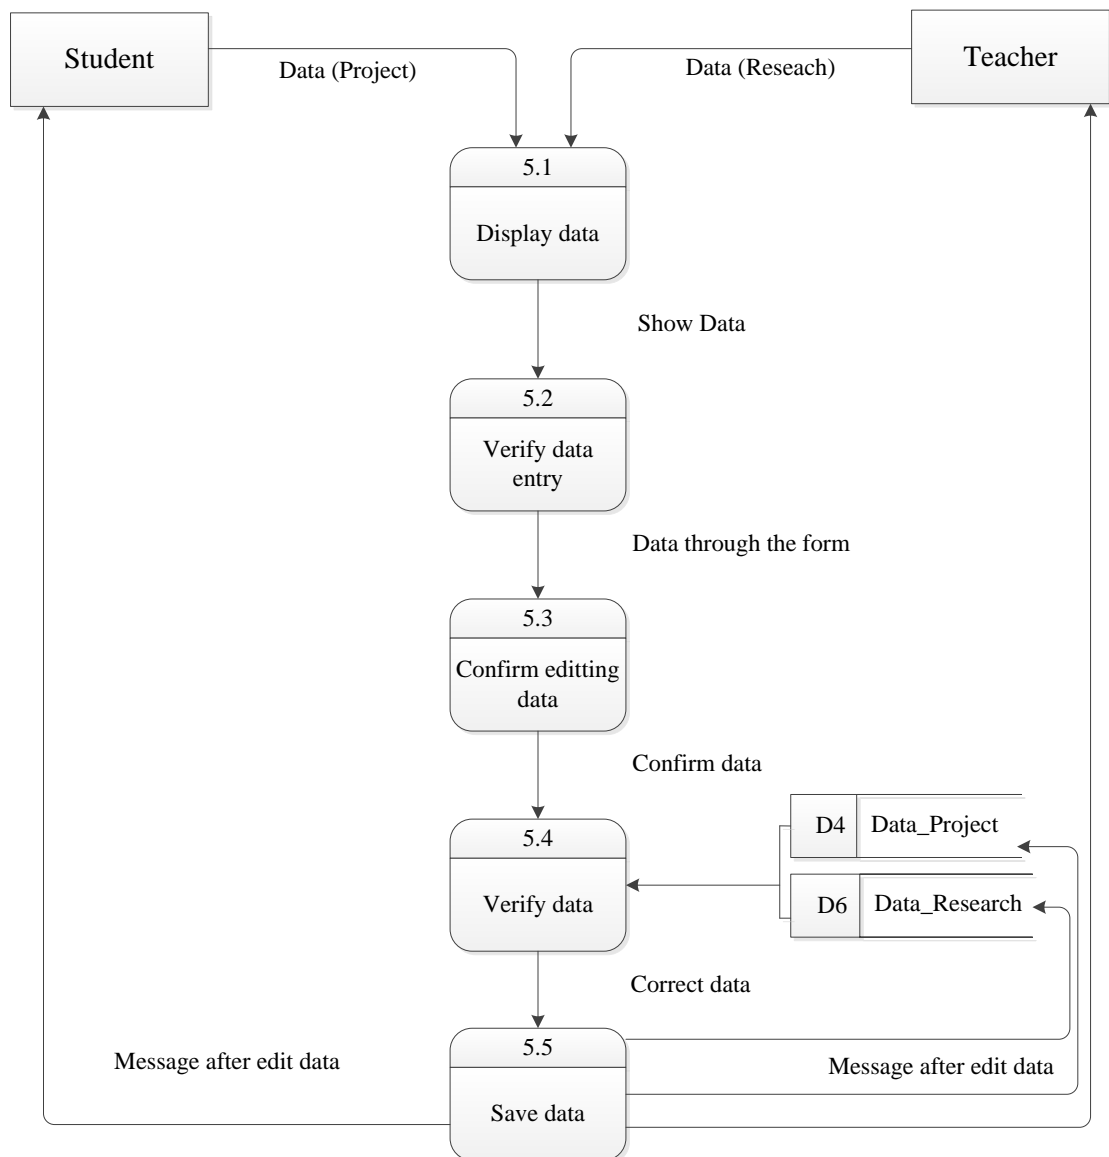 Student
Teacher
Data (Project)
Data (Reseach)
5.1
Display data
Show Data
5.2
Verify data
entry
Data through the form
5.3
Confirm editting
data
Confirm data
D4
Data_Project
5.4
Verify data
D6
Data_Research
Correct data
5.5
Save data
Message after edit data
Message after edit data